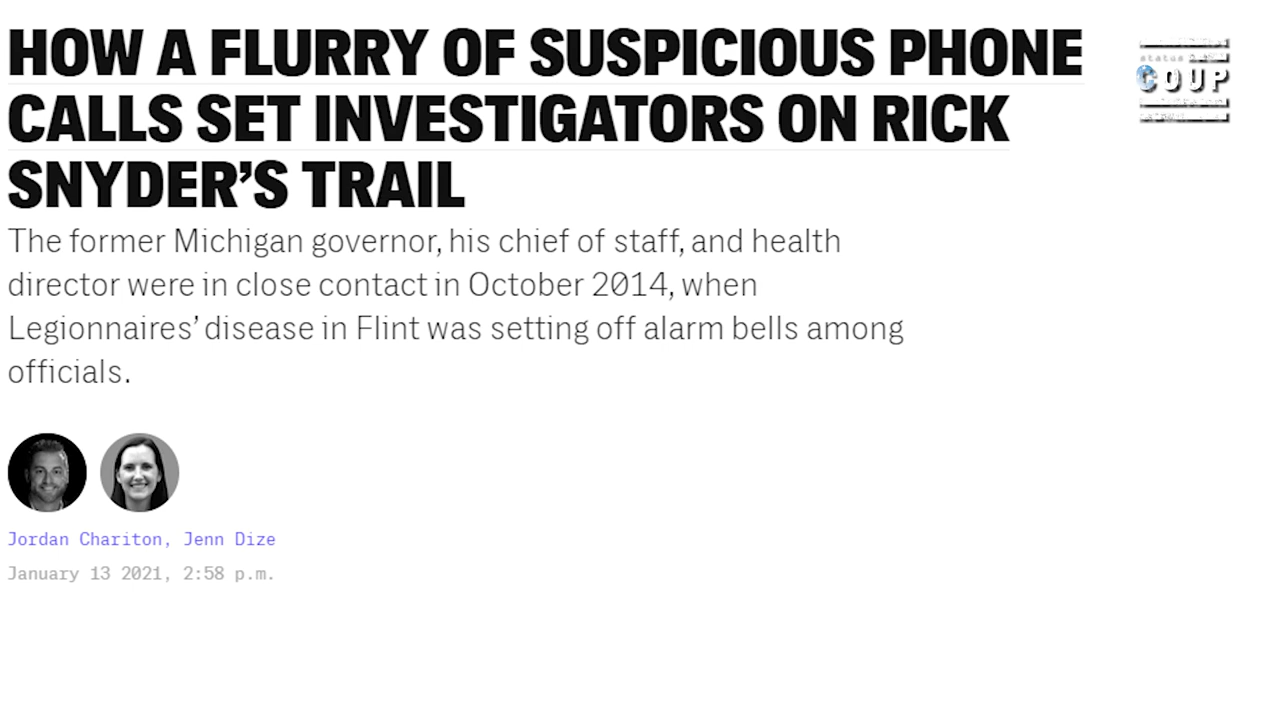 HOW A FLURRY OF SUSPICIOUS PHONE
CALLS SET INVESTIGATORS ON RICK
SNYDER’S TRAIL
status
COUP
The former Michigan governor, his chief of staff, and health
director were in close contact in October 2014, when
Legionnaires’ disease in Flint was setting off alarm bells among
officials.
Jordan Chariton, Jenn Dize
January 13 2021, 2:58 p.m.